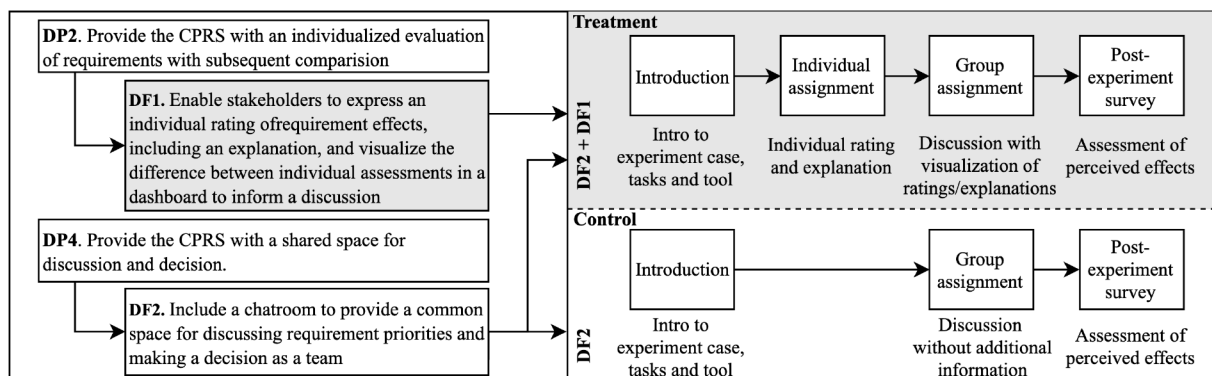 DP2. Provide the CPRS with an individualized evaluation
of requirements with subsequent comparision
DF1. Enable stakeholders to express an
individual rating ofrequirement effects,
including an explanation, and visualize the
difference between individual assessments in a
dashboard to inform a discussion
DP4. Provide the CPRS with a shared space for
discussion and decision.
DF2. Include a chatroom to provide a common
space for discussing requirement priorities and
making a decision as a team
Treatment
DF2 + DF1
Introduction
Intro to
experiment case,
tasks and tool
Individual
assignment
Individual rating
and explanation
Group
assignment
Discussion with
visualization of
ratings/explanations
Post-
experiment
survey
Assessment of
perceived effects
Control
DF2
Introduction
Intro to
experiment case,
tasks and tool
Group
assignment
Discussion
without additional
information
Post-
experiment
survey
Assessment of
perceived effects